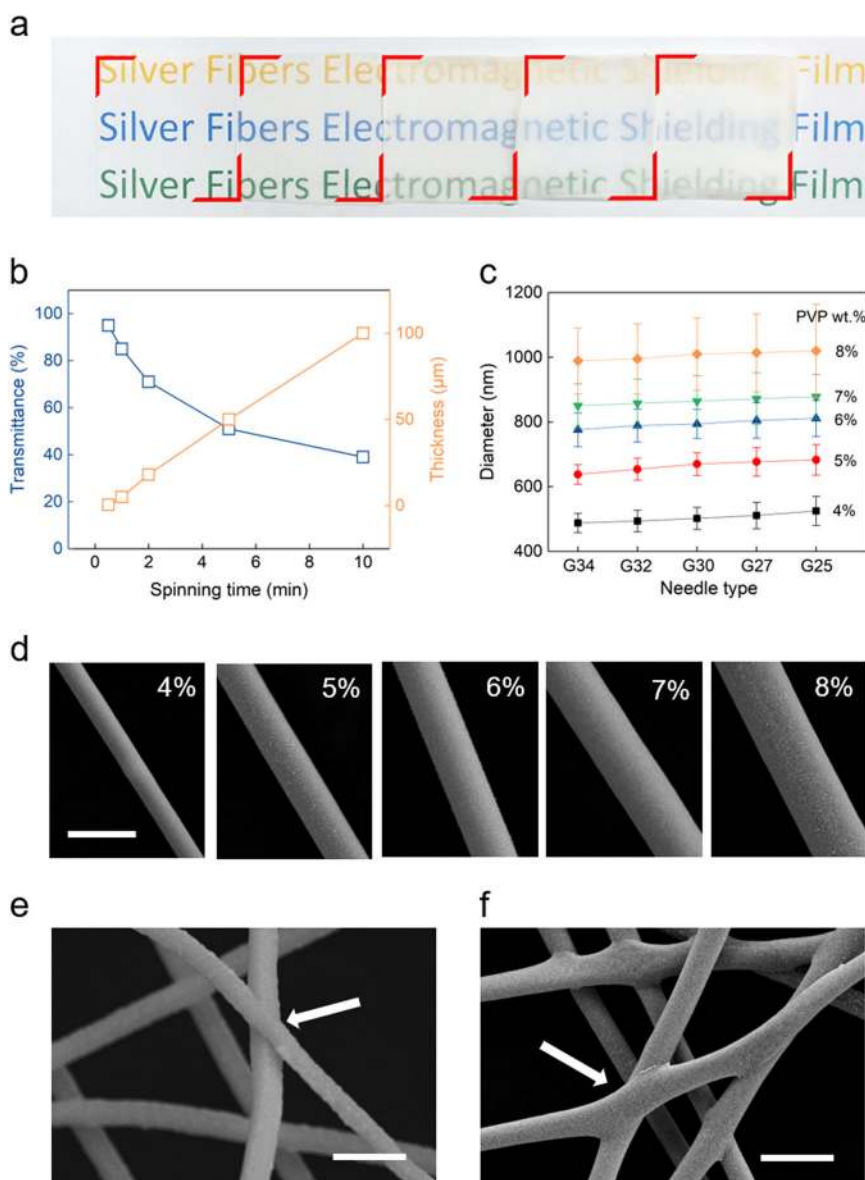 a
Silver Fibers Electromagnetic Shielding Film
Silver Fibers Electromagnetic Shielding Film
Silver Fibers Electromagnetic Shielding Film
b
100
80
60
40
20
0
Transmittance (%)
0 2 4 6 8 10
Spinning time (min)
100
50
0
Thickness (μm)
c
1200
1000
800
600
400
Diameter (nm)
PVP wt.%
8%
7%
6%
5%
4%
G34 G32 G30 G27 G25
Needle type
d
4% 5% 6% 7% 8%
e
f